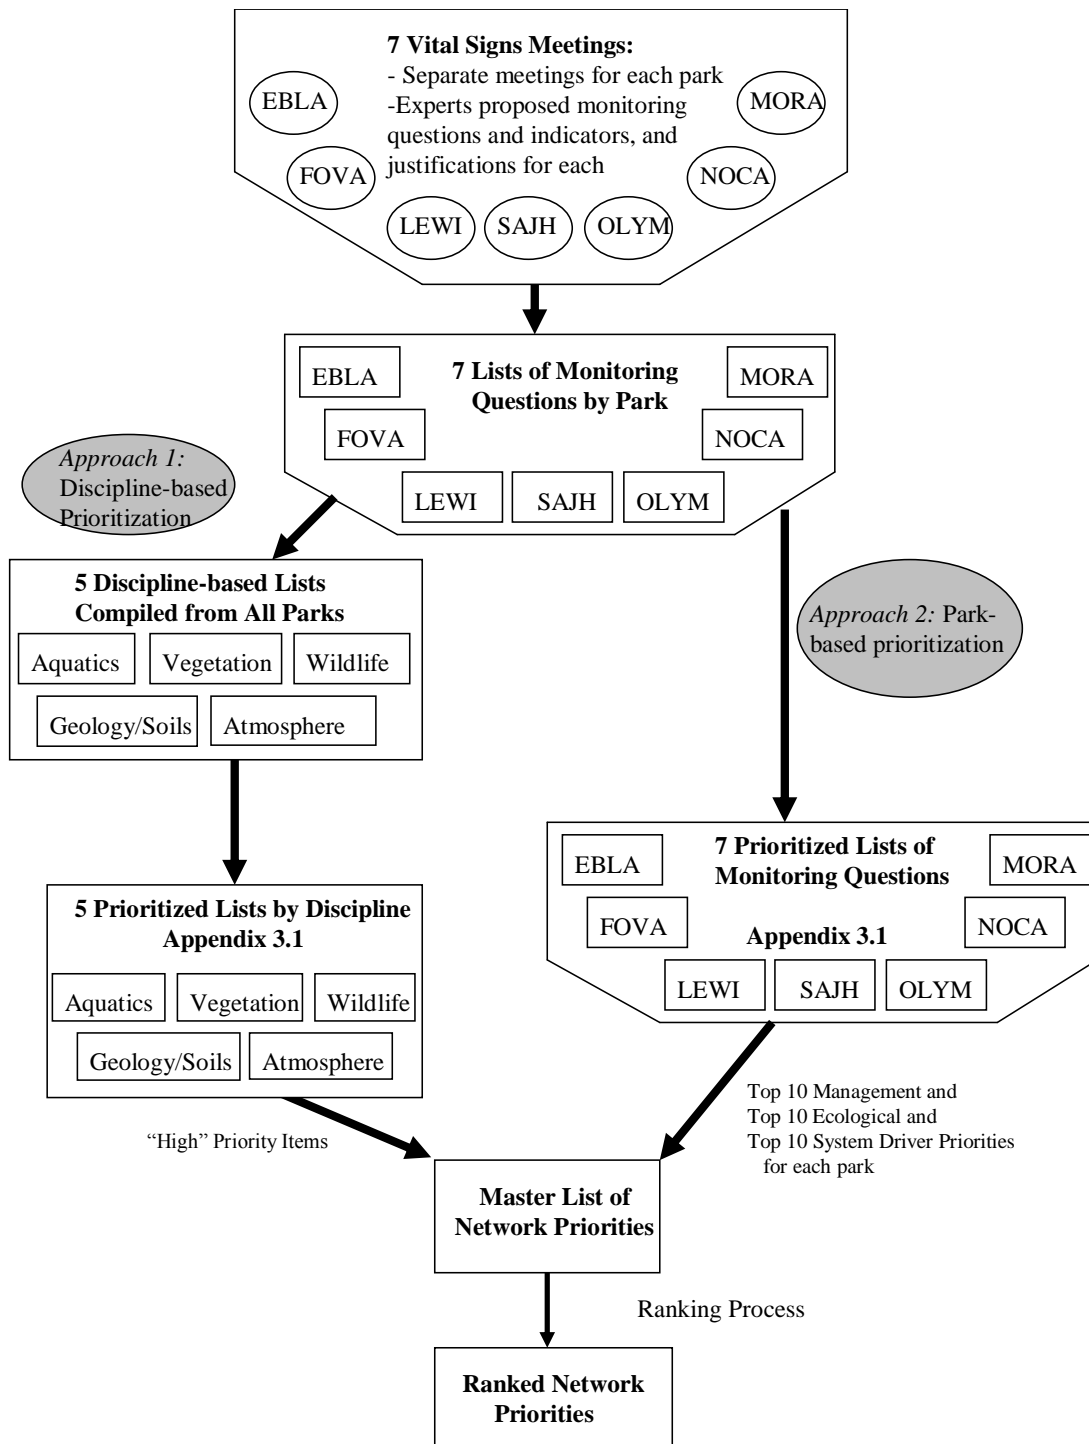 7 Vital Signs Meetings:
- Separate meetings for each park
-Experts proposed monitoring
questions and indicators, and
justifications for each
EBLA
MORA
FOVA
NOCA
LEWI
SAJH
OLYM
7 Lists of Monitoring
Questions by Park
EBLA
MORA
FOVA
NOCA
LEWI
SAJH
OLYM
Approach 1:
Discipline-based
Prioritization
5 Discipline-based Lists
Compiled from All Parks
Aquatics
Vegetation
Wildlife
Geology/Soils
Atmosphere
Approach 2: Park-
based prioritization
5 Prioritized Lists by Discipline
Appendix 3.1
Aquatics
Vegetation
Wildlife
Geology/Soils
Atmosphere
7 Prioritized Lists of
Monitoring Questions
Appendix 3.1
EBLA
MORA
FOVA
NOCA
LEWI
SAJH
OLYM
“High” Priority Items
Top 10 Management and
Top 10 Ecological and
Top 10 System Driver Priorities
for each park
Master List of
Network Priorities
Ranking Process
Ranked Network
Priorities